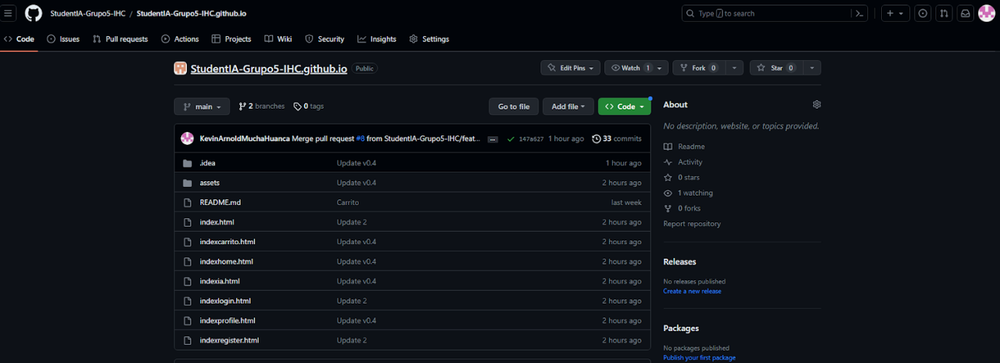 StudentIA-Grupo5-IHC / StudentIA-Grupo5-IHC.github.io
Type / to search
Code Issues Pull requests Actions Projects Wiki Security Insights Settings
StudentIA-Grupo5-IHC.github.io Public
Edit Pins Watch 1 Fork 0 Star 0
main 2 branches 0 tags Go to file Add file Code
KevinArnoldMuchaHuanca Merge pull request #8 from StudentIA-Grupo5-IHC/feat... 147a627 1 hour ago 33 commits
.idea Update v0.4 1 hour ago
assets Update v0.4 2 hours ago
README.md Carrito last week
index.html Update 2 2 hours ago
indexcarrito.html Update v0.4 2 hours ago
indexhome.html Update v0.4 2 hours ago
indexia.html Update v0.4 2 hours ago
indexlogin.html Update 2 2 hours ago
indexprofile.html Update v0.4 2 hours ago
indexregister.html Update 2 2 hours ago
About
No description, website, or topics provided.
Readme
Activity
0 stars
1 watching
0 forks
Report repository
Releases
No releases published
Create a new release
Packages
No packages published
Publish your first package